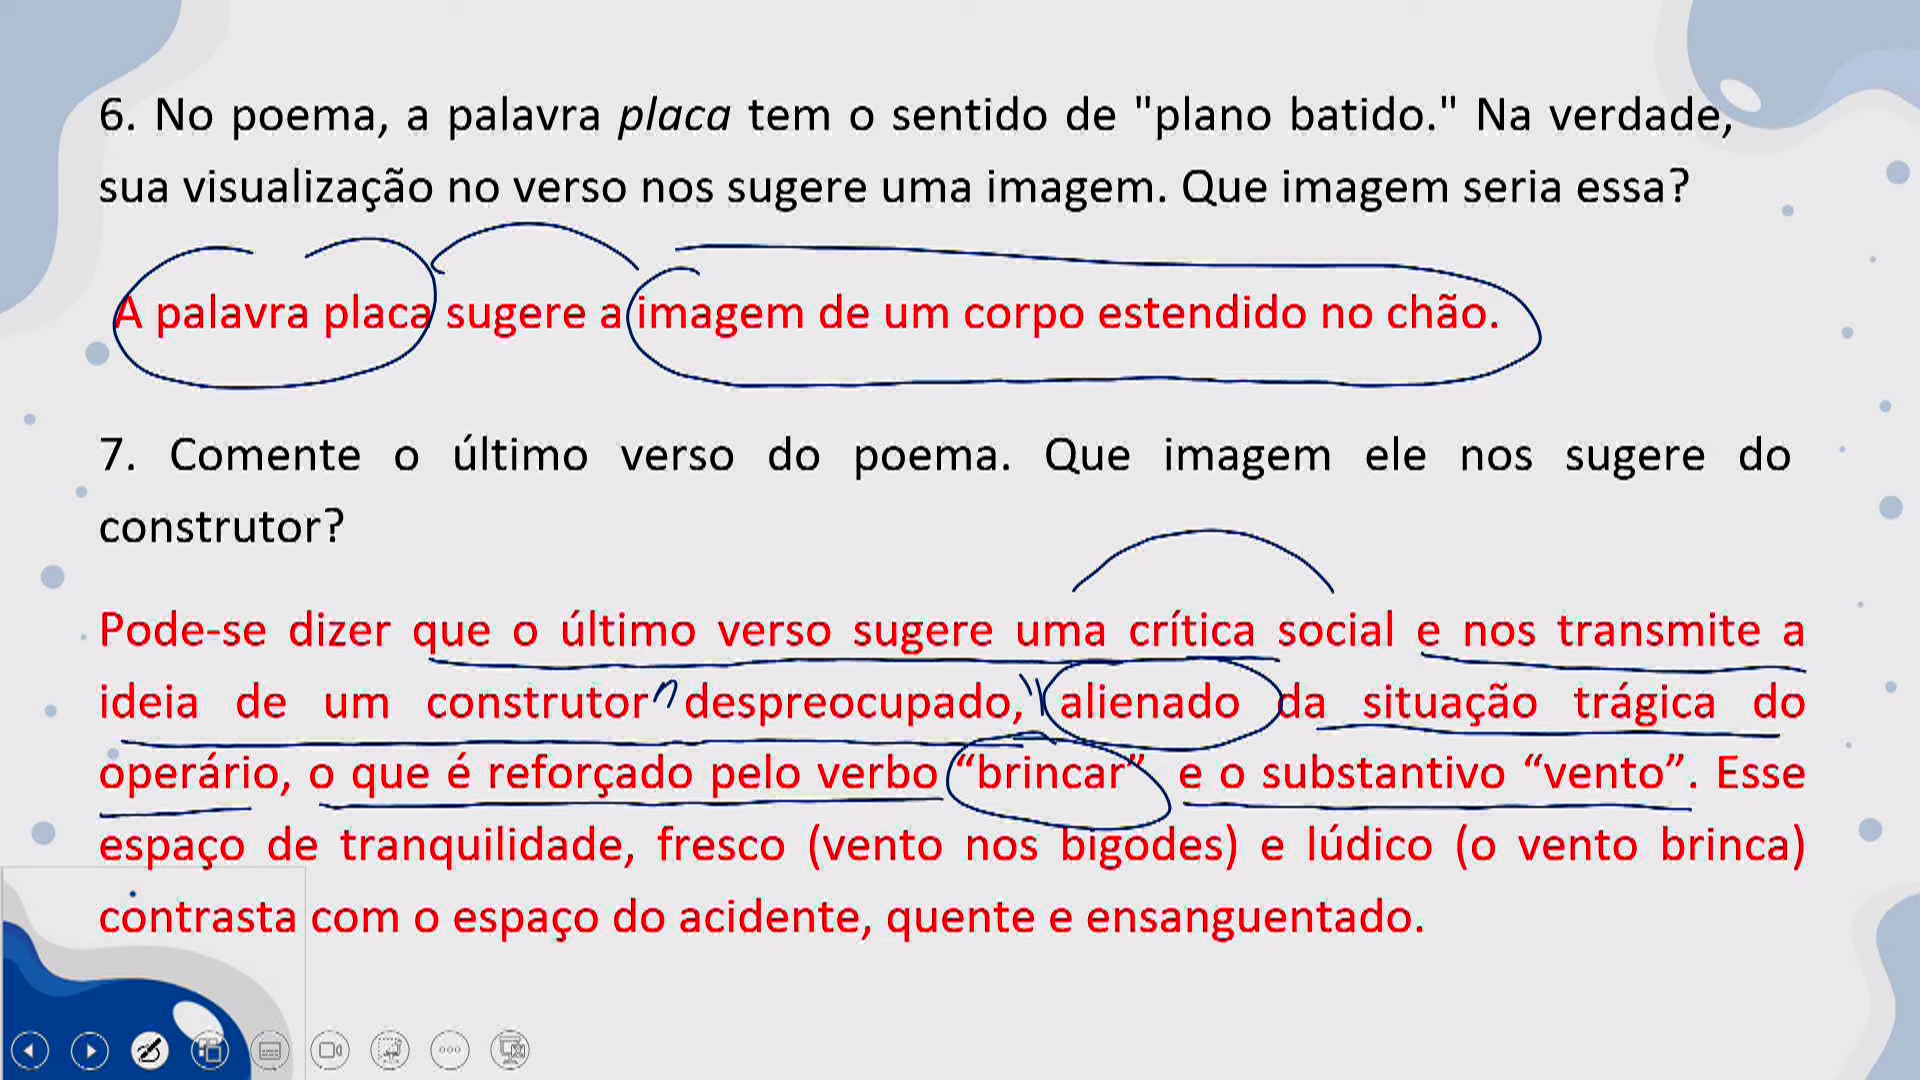 6. No poema, a palavra placa tem o sentido de "plano batido." Na verdade,
sua visualização no verso nos sugere uma imagem. Que imagem seria essa?
A palavra placa sugere a imagem de um corpo estendido no chão.
7. Comente o último verso do poema. Que imagem ele nos sugere do
construtor?
Pode-se dizer que o último verso sugere uma crítica social e nos transmite a
ideia de um construtor despreocupado, alienado da situação trágica do
operário, o que é reforçado pelo verbo “brincar” e o substantivo “vento”. Esse
espaço de tranquilidade, fresco (vento nos bigodes) e lúdico (o vento brinca)
contrasta com o espaço do acidente, quente e ensanguentado.